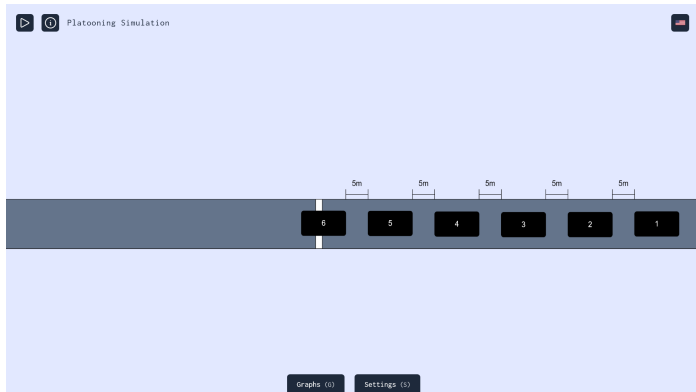 Platooning Simulation
5m 5m 5m 5m 5m
6 5 4 3 2 1
Graphs (G) Settings (S)